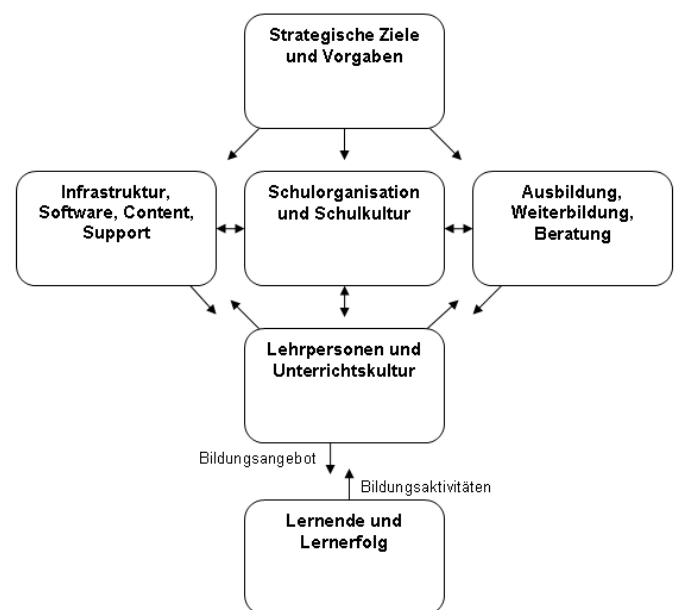 Strategische Ziele
und Vorgaben
Infrastruktur,
Software, Content,
Support
Schulorganisation
und Schulkultur
Ausbildung,
Weiterbildung,
Beratung
Lehrpersonen und
Unterrichtskultur
Bildungsangebot
Bildungsaktivitäten
Lernende und
Lernerfolg